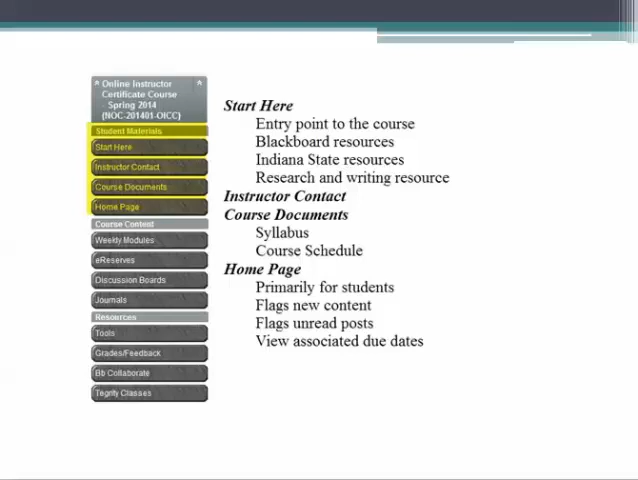 Online Instructor
Certificate Course
- Spring 2014
(NOC-201401-OICC)
Student Materials
Start Here
Instructor Contact
Course Documents
Home Page
Course Content
Weekly Modules
eReserves
Discussion Boards
Journals
Resources
Tools
Grades/Feedback
Bb Collaborate
Tegrity Classes
Start Here
Entry point to the course
Blackboard resources
Indiana State resources
Research and writing resource
Instructor Contact
Course Documents
Syllabus
Course Schedule
Home Page
Primarily for students
Flags new content
Flags unread posts
View associated due dates